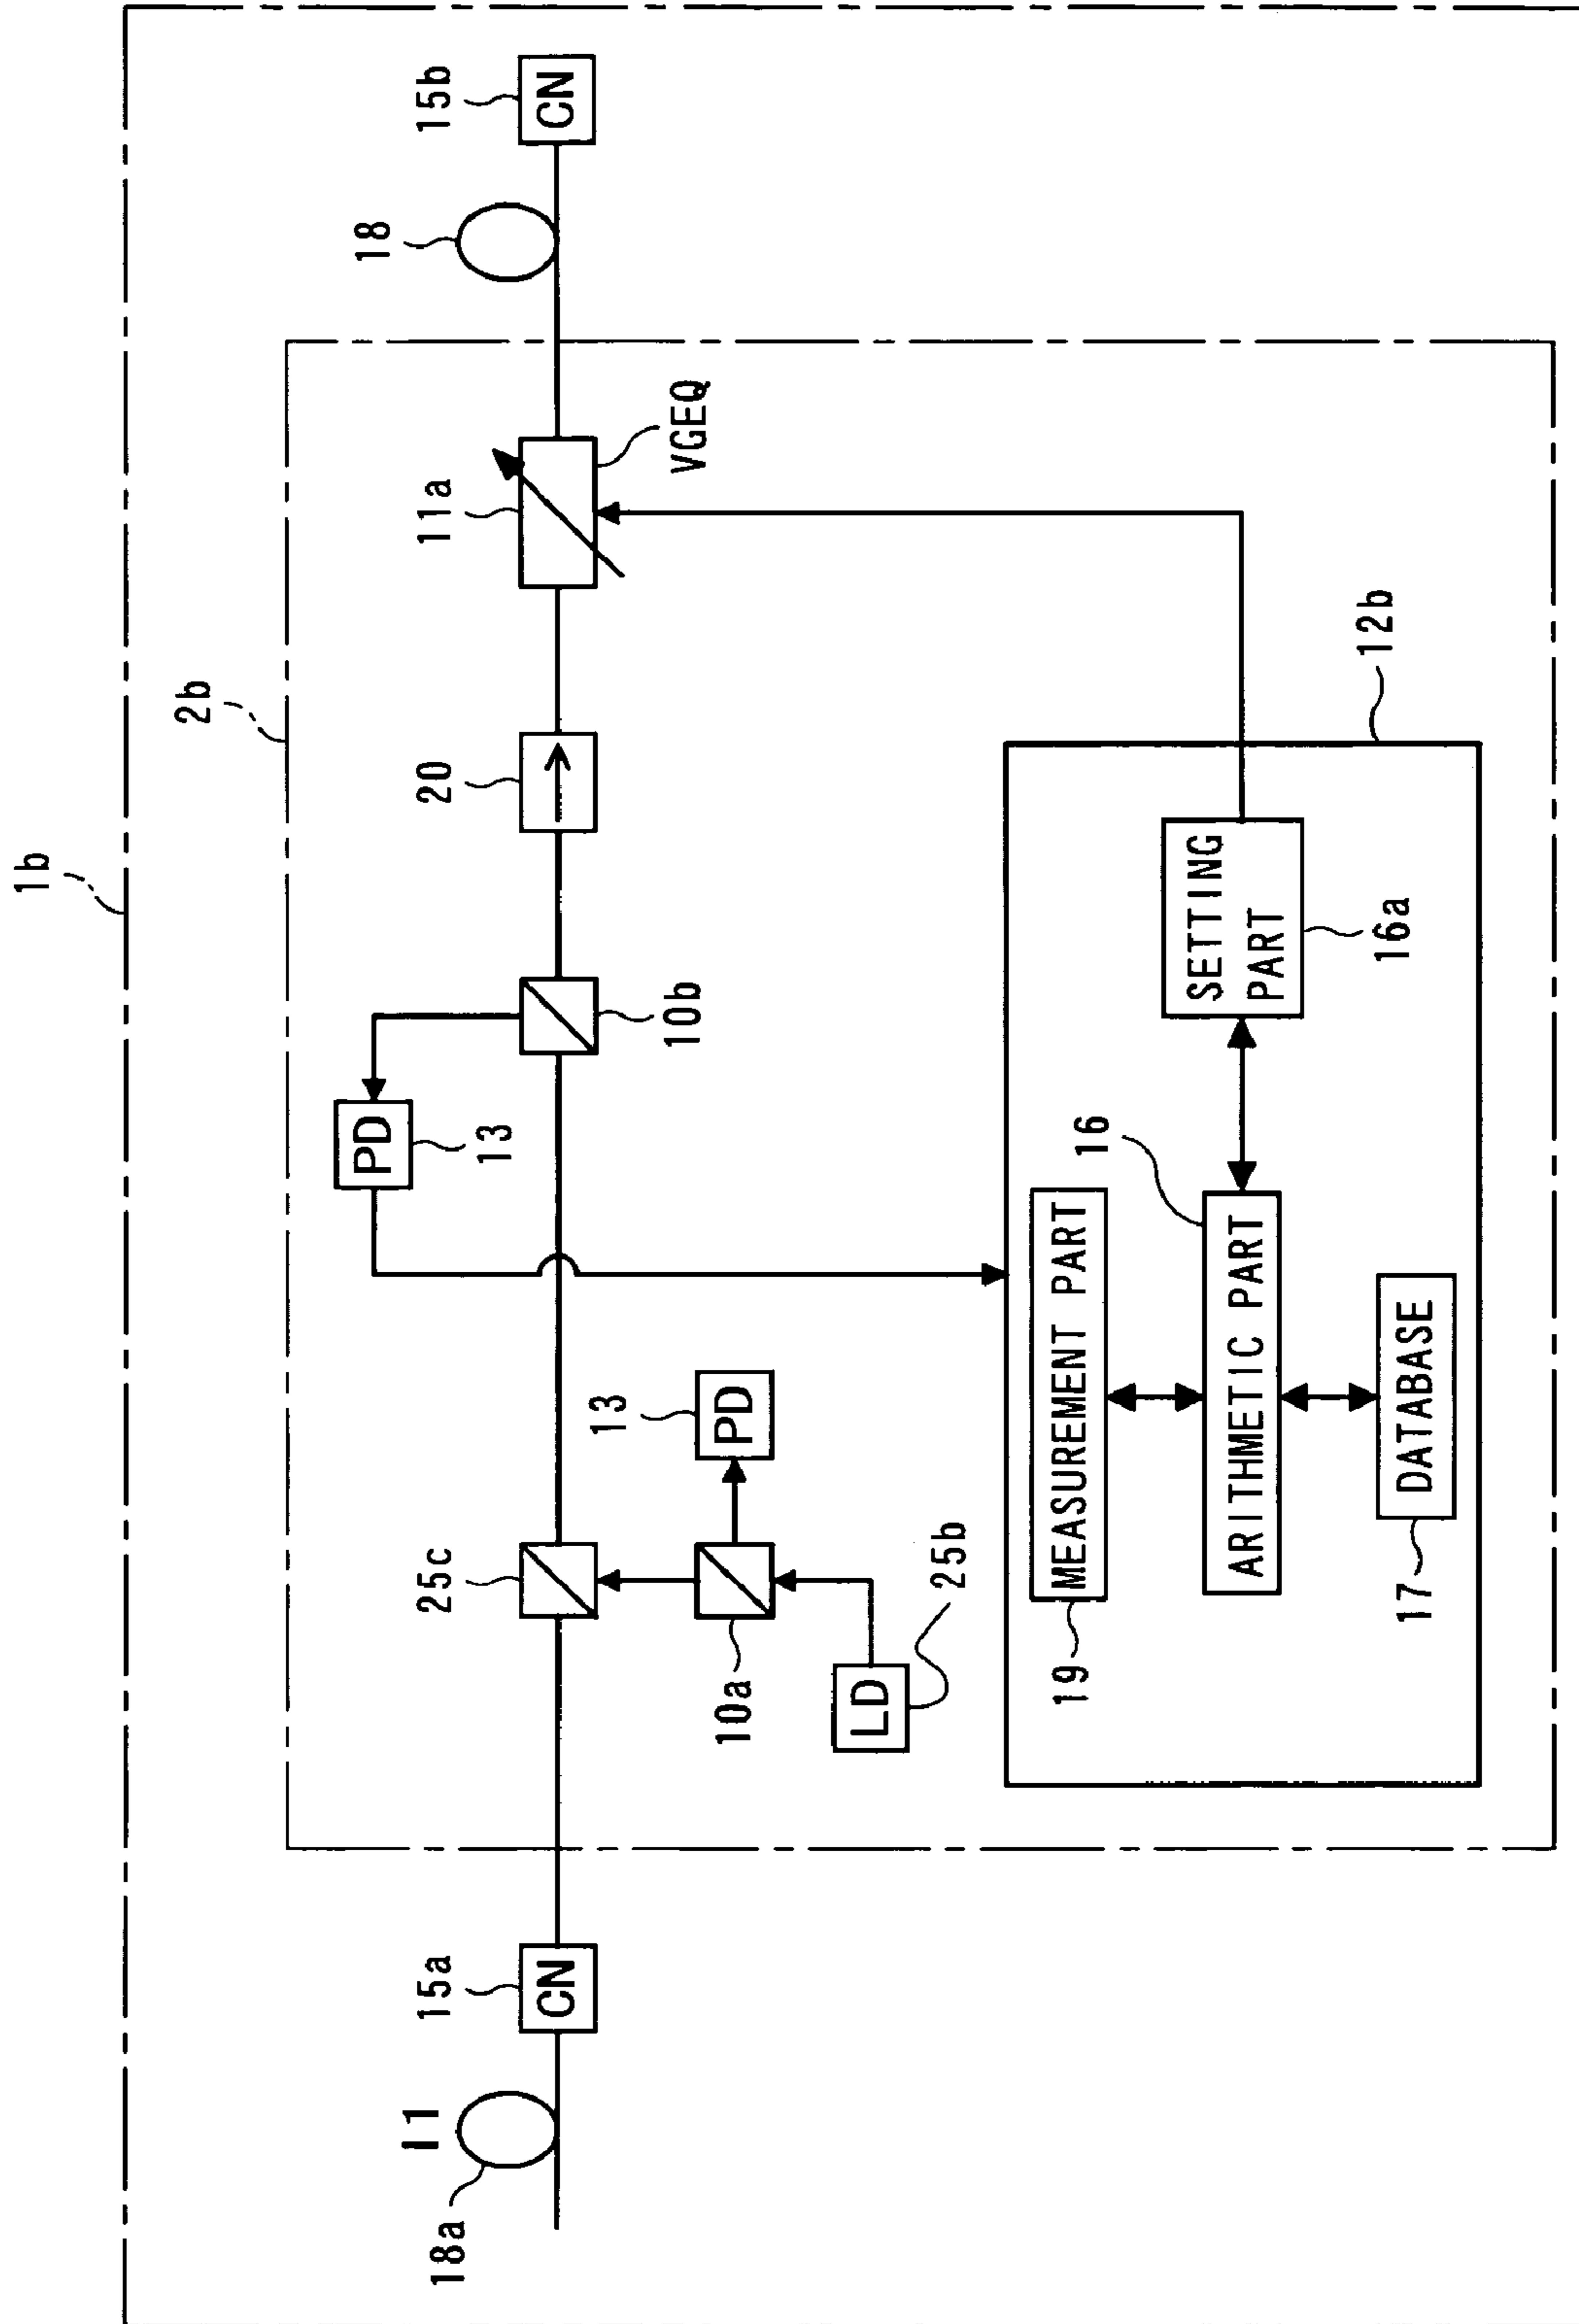 1b
2b
18a
l1
15a
CN
25c
10a
LD
25b
PD
13
PD
13
10b
20
11a
VGEQ
18
15b
CN
12b
19
MEASUREMENT PART
16
ARITHMETIC PART
17
DATABASE
SETTING
PART
16a